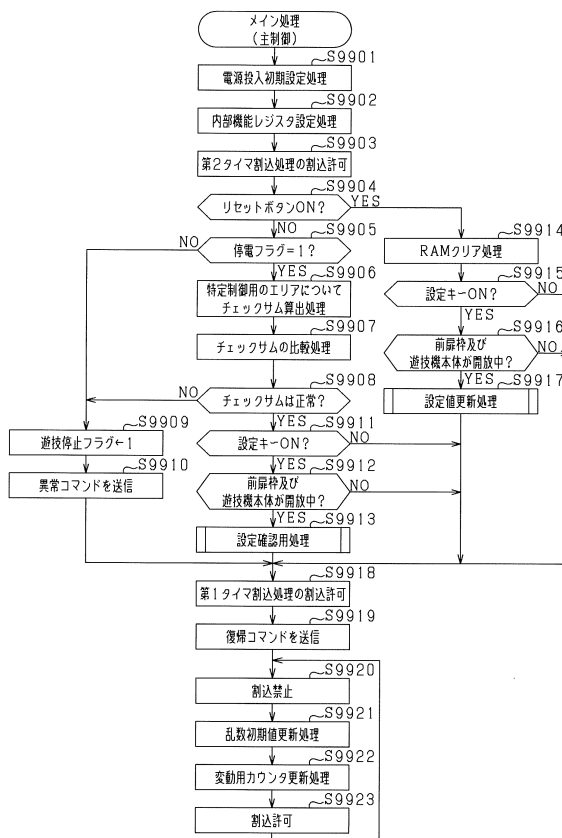 メイン処理
(主制御)
S9901
電源投入初期設定処理
S9902
内部機能レジスタ設定処理
S9903
第2タイマ割込処理の割込許可
S9904
リセットボタンON?
YES
NO
S9905
停電フラグ=1?
NO
YES
S9906
特定制御用のエリアについて
チェックサム算出処理
S9907
チェックサムの比較処理
S9908
チェックサムは正常?
NO
YES
S9909
遊技停止フラグ←1
S9910
異常コマンドを送信
S9911
設定キーON?
NO
YES
S9912
前扉枠及び
遊技機本体が開放中?
NO
YES
S9913
設定確認用処理
S9914
RAMクリア処理
S9915
設定キーON?
NO
YES
S9916
前扉枠及び
遊技機本体が開放中?
NO
YES
S9917
設定値更新処理
S9918
第1タイマ割込処理の割込許可
S9919
復帰コマンドを送信
S9920
割込禁止
S9921
乱数初期値更新処理
S9922
変動用カウンタ更新処理
S9923
割込許可